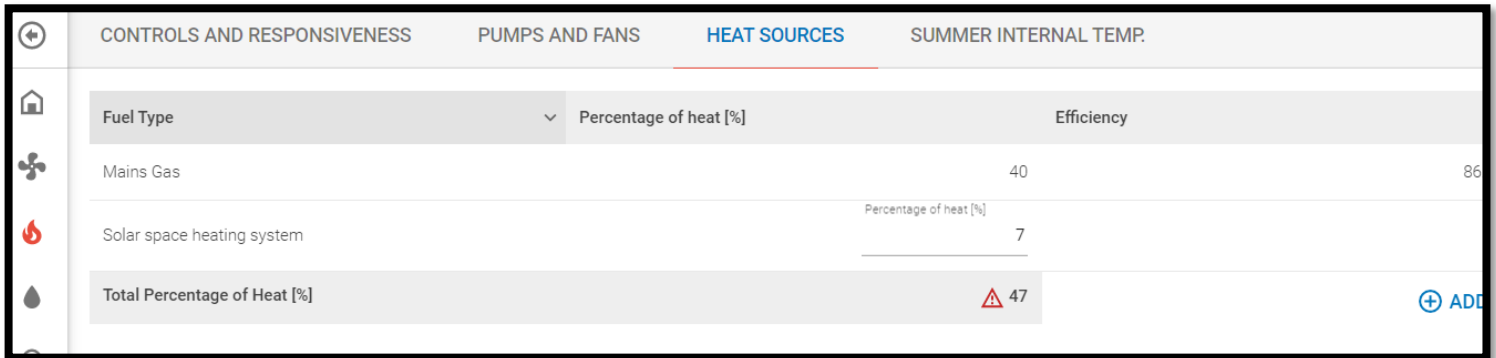 CONTROLS AND RESPONSIVENESS PUMPS AND FANS HEAT SOURCES SUMMER INTERNAL TEMP.
Fuel Type Percentage of heat [%] Efficiency
Mains Gas 40 86
Percentage of heat [%]
Solar space heating system 7
Total Percentage of Heat [%] 47 ADD